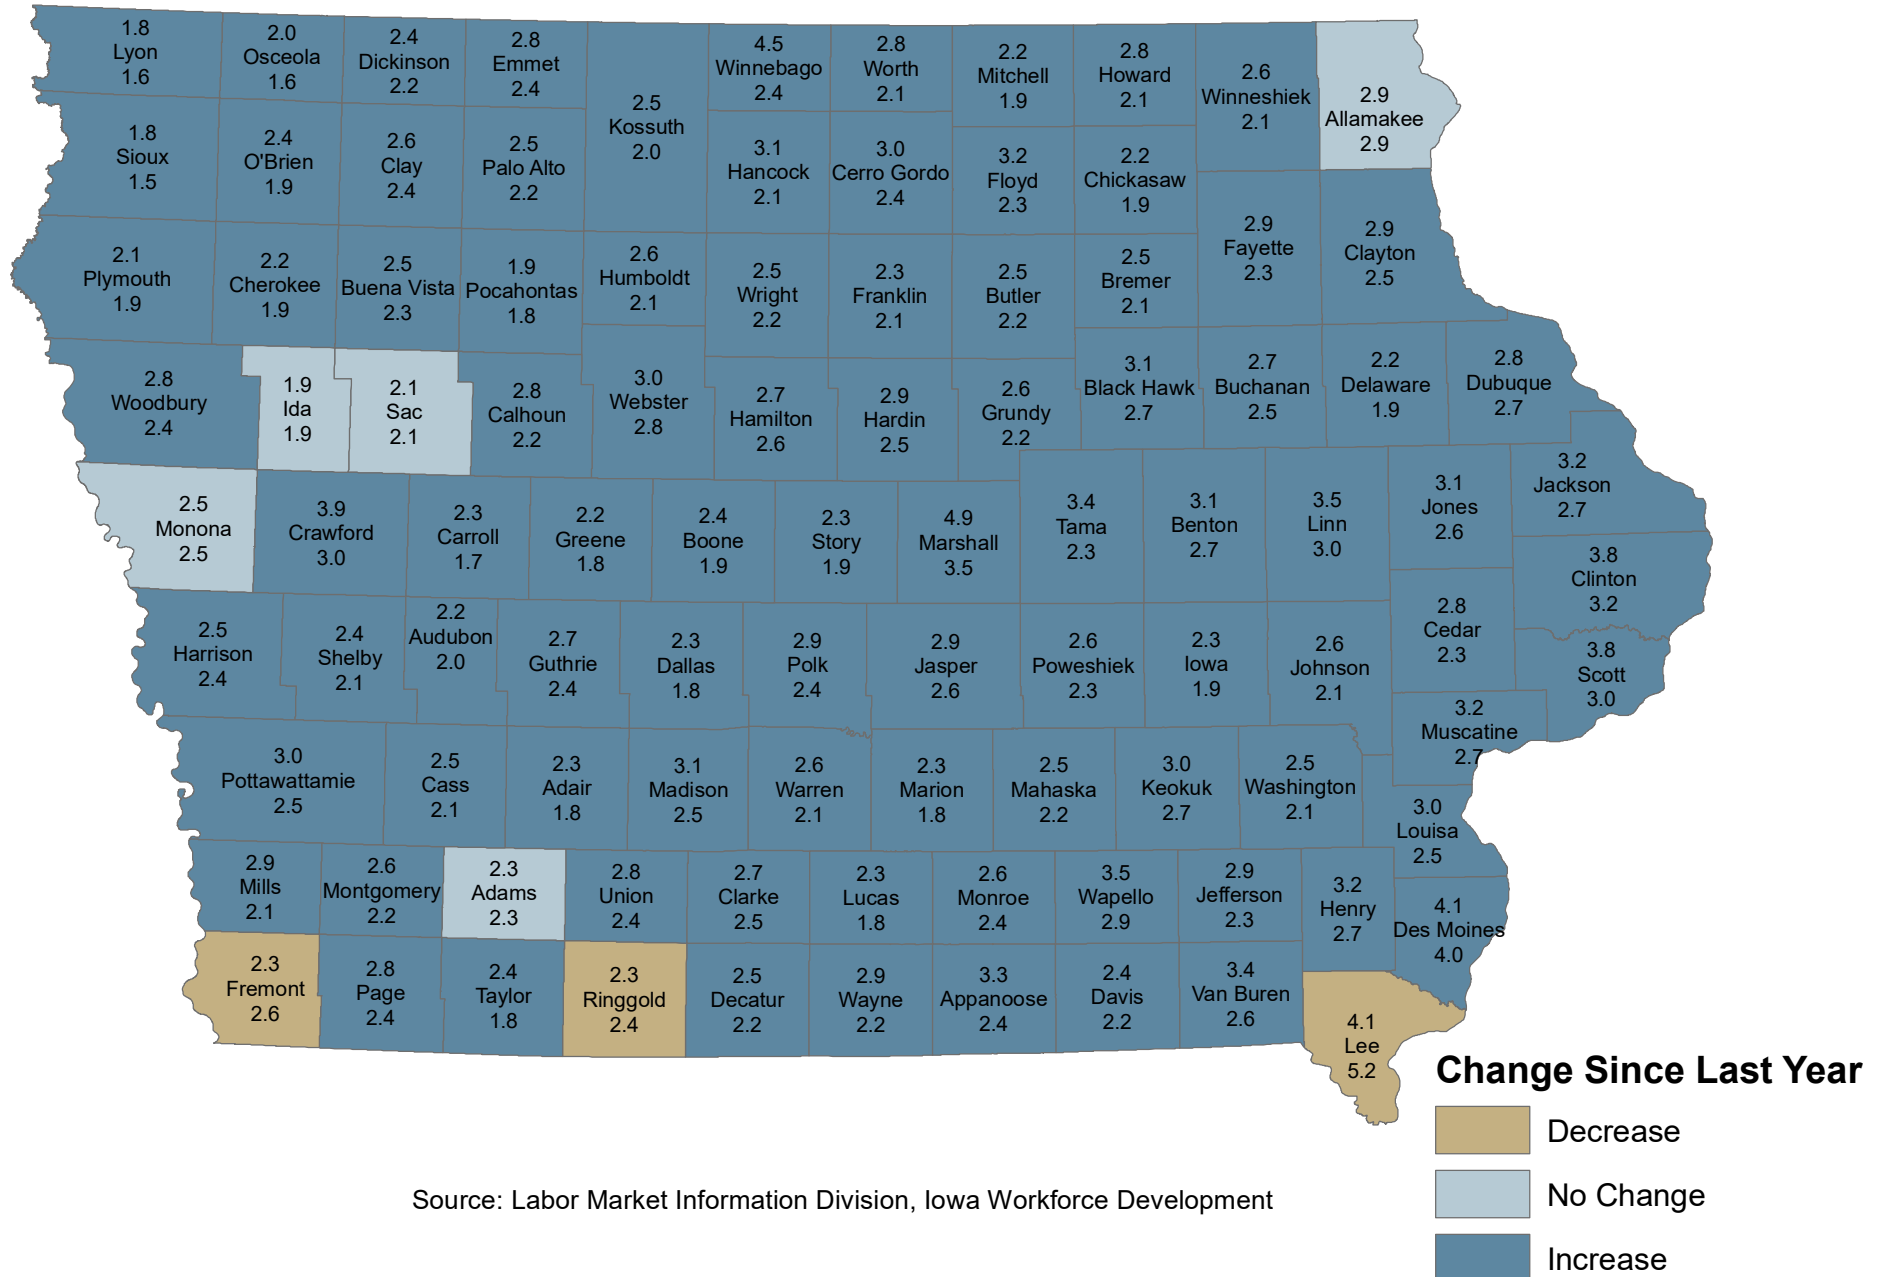 1.8
Lyon
1.6
2.0
Osceola
1.6
2.4
Dickinson
2.2
2.8
Emmet
2.4
2.5
Kossuth
2.0
4.5
Winnebago
2.4
2.8
Worth
2.1
2.2
Mitchell
1.9
2.8
Howard
2.1
2.6
Winneshiek
2.1
2.9
Allamakee
2.9
1.8
Sioux
1.5
2.4
O'Brien
1.9
2.6
Clay
2.4
2.5
Palo Alto
2.2
3.1
Hancock
2.1
3.0
Cerro Gordo
2.4
3.2
Floyd
2.3
2.2
Chickasaw
1.9
2.9
Fayette
2.3
2.9
Clayton
2.5
2.1
Plymouth
1.9
2.2
Cherokee
1.9
2.5
Buena Vista
2.3
1.9
Pocahontas
1.8
2.6
Humboldt
2.1
2.5
Wright
2.2
2.3
Franklin
2.1
2.5
Butler
2.2
2.5
Bremer
2.1
2.8
Woodbury
2.4
1.9
Ida
1.9
2.1
Sac
2.1
2.8
Calhoun
2.2
3.0
Webster
2.8
2.7
Hamilton
2.6
2.9
Hardin
2.5
2.6
Grundy
2.2
3.1
Black Hawk
2.7
2.7
Buchanan
2.5
2.2
Delaware
1.9
2.8
Dubuque
2.7
2.5
Monona
2.5
3.9
Crawford
3.0
2.3
Carroll
1.7
2.2
Greene
1.8
2.4
Boone
1.9
2.3
Story
1.9
4.9
Marshall
3.5
3.4
Tama
2.3
3.1
Benton
2.7
3.5
Linn
3.0
3.1
Jones
2.6
3.2
Jackson
2.7
3.8
Clinton
3.2
2.5
Harrison
2.4
2.4
Shelby
2.1
2.2
Audubon
2.0
2.7
Guthrie
2.4
2.3
Dallas
1.8
2.9
Polk
2.4
2.9
Jasper
2.6
2.6
Poweshiek
2.3
2.3
Iowa
1.9
2.6
Johnson
2.1
2.8
Cedar
2.3
3.8
Scott
3.0
3.2
Muscatine
2.7
3.0
Pottawattamie
2.5
2.5
Cass
2.1
2.3
Adair
1.8
3.1
Madison
2.5
2.6
Warren
2.1
2.3
Marion
1.8
2.5
Mahaska
2.2
3.0
Keokuk
2.7
2.5
Washington
2.1
3.0
Louisa
2.5
2.9
Mills
2.1
2.6
Montgomery
2.2
2.3
Adams
2.3
2.8
Union
2.4
2.7
Clarke
2.5
2.3
Lucas
1.8
2.6
Monroe
2.4
3.5
Wapello
2.9
2.9
Jefferson
2.3
3.2
Henry
2.7
4.1
Des Moines
4.0
2.3
Fremont
2.6
2.8
Page
2.4
2.4
Taylor
1.8
2.3
Ringgold
2.4
2.5
Decatur
2.2
2.9
Wayne
2.2
3.3
Appanoose
2.4
2.4
Davis
2.2
3.4
Van Buren
2.6
4.1
Lee
5.2
Change Since Last Year
Decrease
No Change
Increase
Source: Labor Market Information Division, Iowa Workforce Development